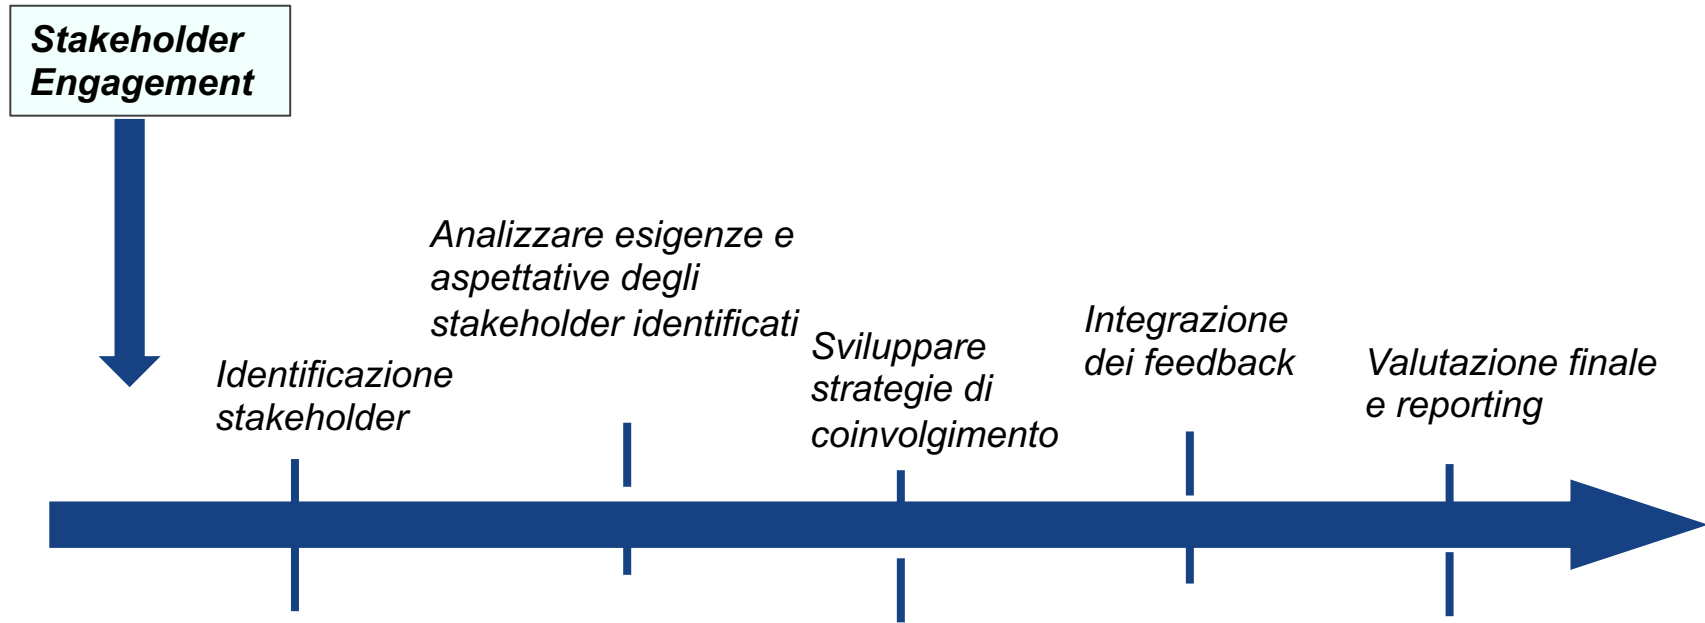 Stakeholder
Engagement
Identificazione
stakeholder
Analizzare esigenze e
aspettative degli
stakeholder identificati
Sviluppare
strategie di
coinvolgimento
Integrazione
dei feedback
Valutazione finale
e reporting